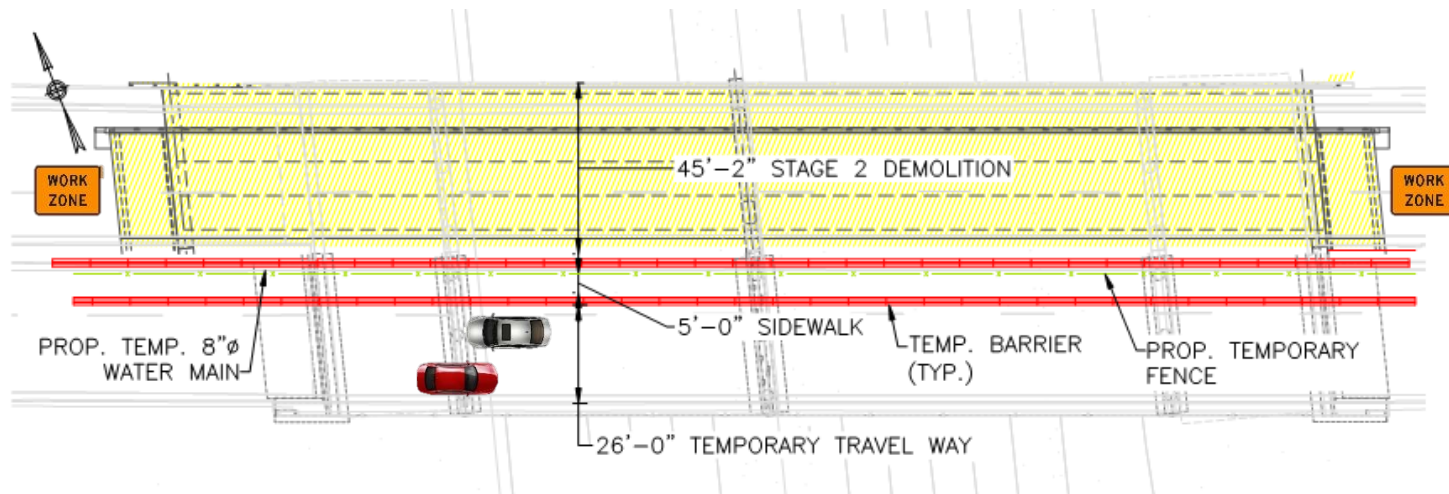 45'-2" STAGE 2 DEMOLITION
WORK
ZONE
WORK
ZONE
5'-0" SIDEWALK
PROP. TEMP. 8"ø
WATER MAIN
TEMP. BARRIER
(TYP.)
PROP. TEMPORARY
FENCE
26'-0" TEMPORARY TRAVEL WAY